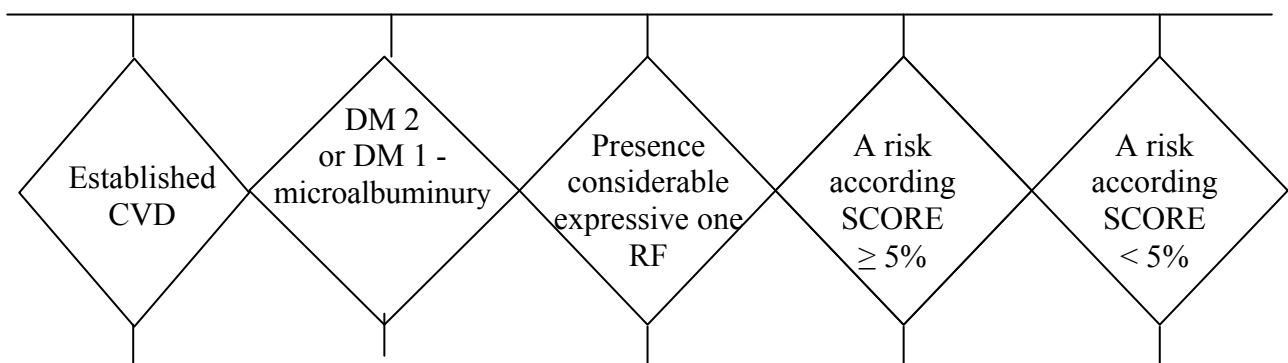 Established
CVD
DM 2
or DM 1 -
microalbuminury
Presence
considerable
expressive one
RF
A risk
according
SCORE
≥ 5%
A risk
according
SCORE
< 5%